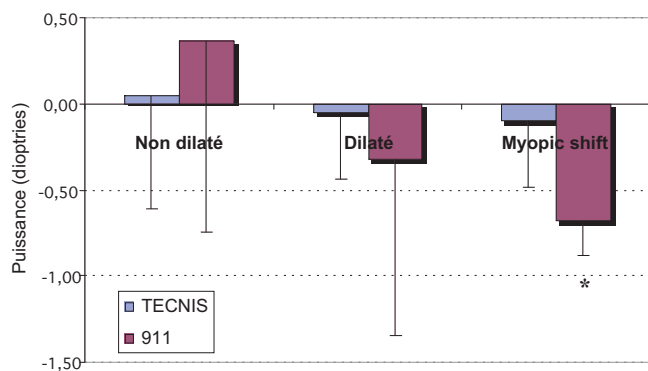 0,50
0,00
-0,50
-1,00
-1,50
Puissance (dioptries)
Non dilaté
Dilaté
Myopic shift
*
TECNIS
911